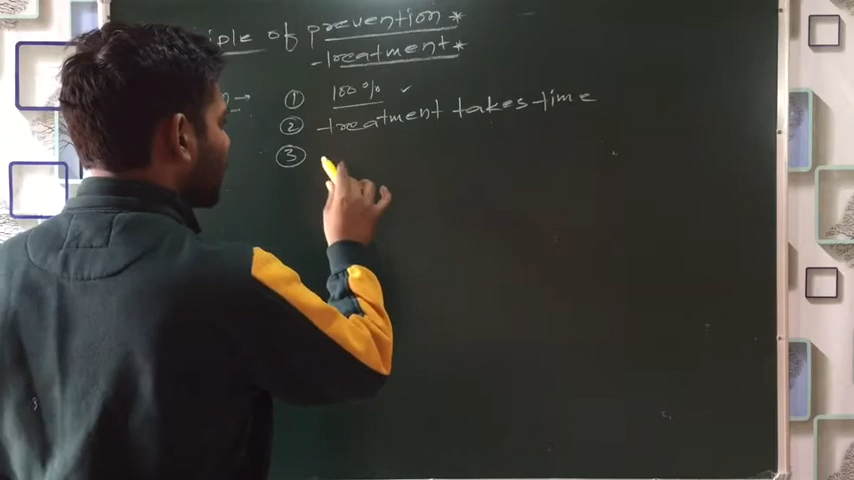 iple of prevention *
treatment *
n →
① 100% ✓
② treatment takes time
③